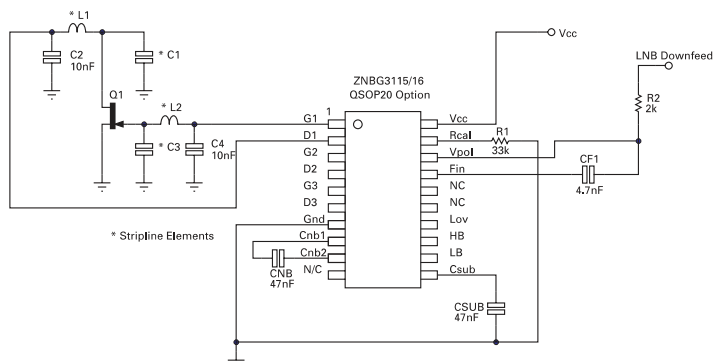 * L1
Vcc
C2
10nF
* C1
ZNBG3115/16
QSOP20 Option
LNB Downfeed
Q1
* L2
1
R2
2k
G1
Vcc
D1
Rcal
R1
33k
* C3
C4
10nF
G2
Vpol
D2
Fin
CF1
4.7nF
G3
NC
D3
NC
* Stripline Elements
Gnd
Lov
Cnb1
HB
Cnb2
LB
CNB
47nF
N/C
Csub
CSUB
47nF